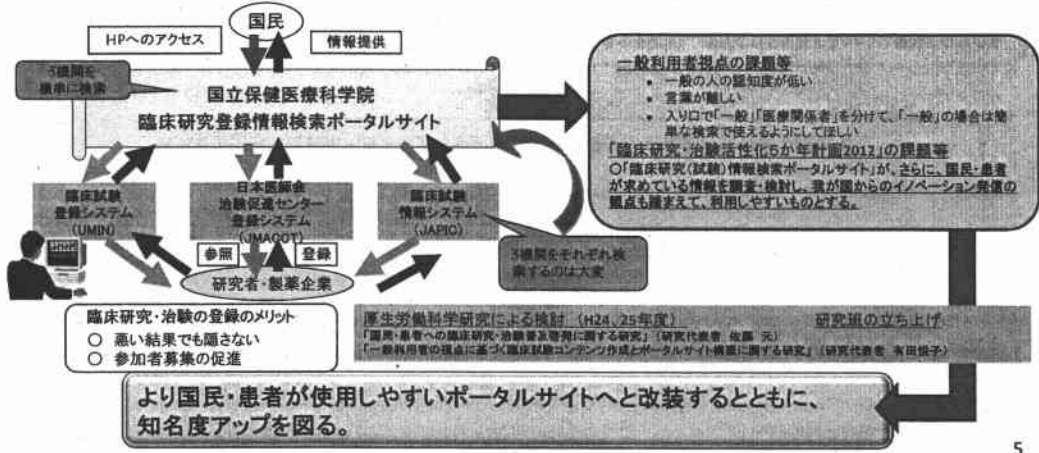 国民
HPへのアクセス
情報提供
3機関を
横串に検索
国立保健医療科学院
臨床研究登録情報検索ポータルサイト
臨床試験
登録システム
(UMIN)
日本医師会
治験促進センター
登録システム
(JMACCT)
臨床試験
情報システム
(JAPIC)
参照
登録
3機関をそれぞれ検
索するのは大変
研究者・製薬企業
臨床研究・治験の登録のメリット
○ 悪い結果でも隠さない
○ 参加者募集の促進
一般利用者視点の課題等
• 一般の人の認知度が低い
• 言葉が難しい
• 入り口で「一般」「医療関係者」を分けて、「一般」の場合は簡
単な検索で使えるようにしてほしい
「臨床研究・治験活性化5か年計画2012」の課題等
○「臨床研究(試験)情報検索ポータルサイト」が、さらに、国民・患者
が求めている情報を調査・検討し、我が国からのイノベーション発信の
観点も踏まえて、利用しやすいものとする。
厚生労働科学研究による検討 (H24、25年度) 研究班の立ち上げ
「国民・患者への臨床研究・治験普及啓発に関する研究」(研究代表者 佐藤 元)
「一般利用者の視点に基づく臨床試験コンテンツ作成とポータルサイト構築に関する研究」(研究代表者 有田悦子)
より国民・患者が使用しやすいポータルサイトへと改装するとともに、
知名度アップを図る。
5